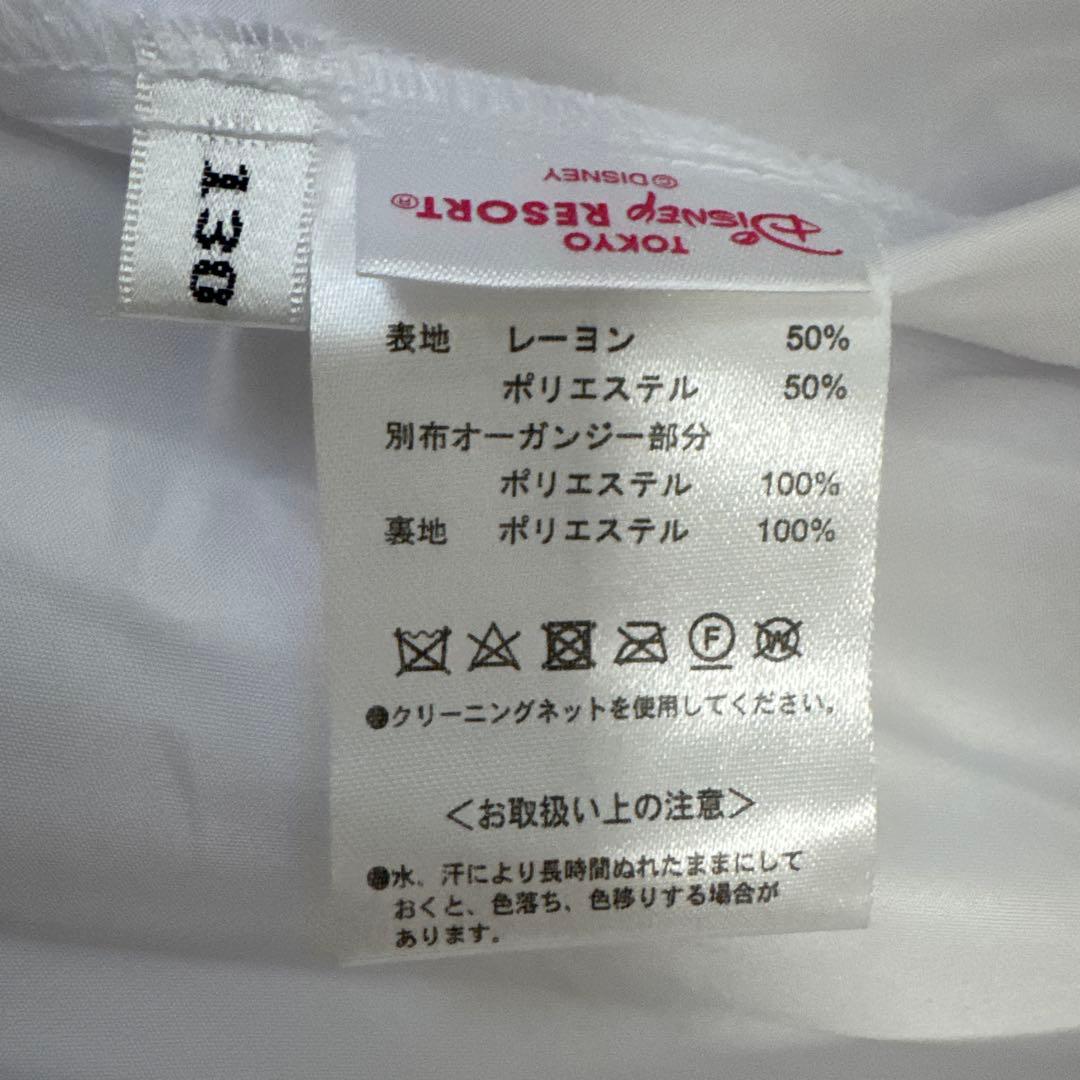 130
TOKYO
Disney RESORT®
©DISNEY
表地 レーヨン 50%
ポリエステル 50%
別布オーガンジー部分
ポリエステル 100%
裏地 ポリエステル 100%
F W
●クリーニングネットを使用してください。
＜お取扱い上の注意＞
●水、汗により長時間ぬれたままにして
おくと、色落ち、色移りする場合が
あります。